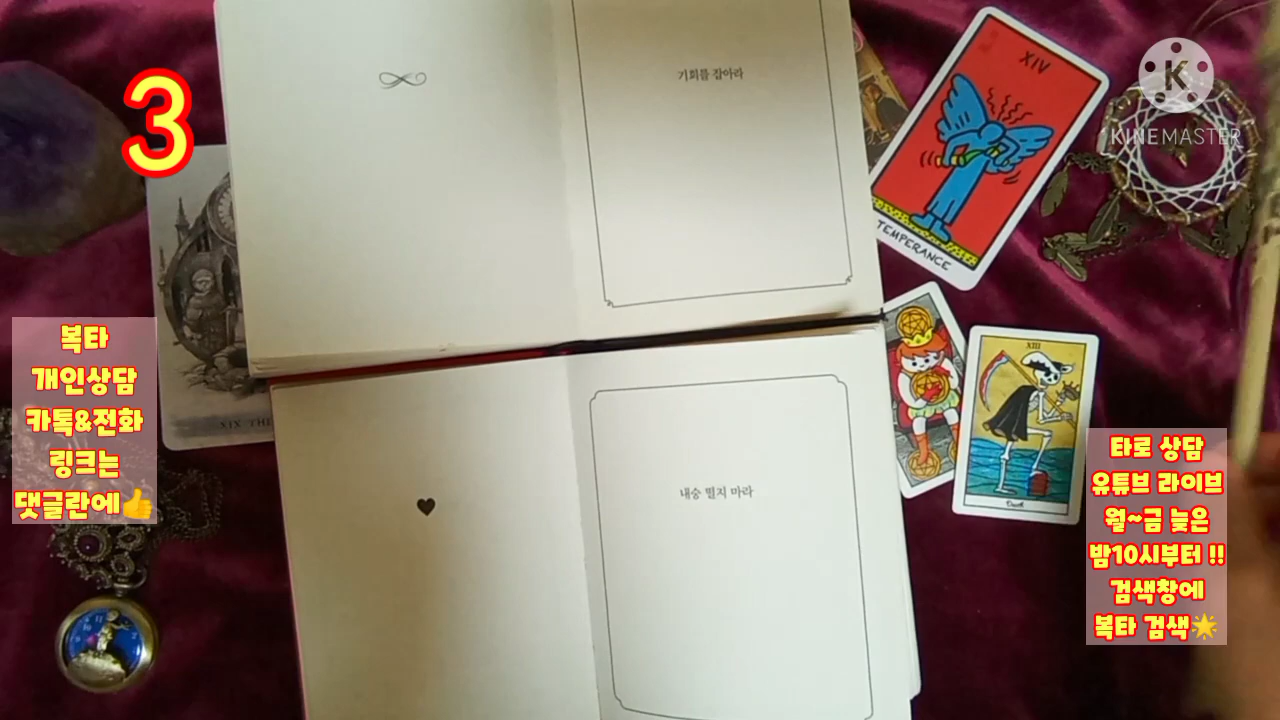 3
기회를 잡아라
XIV
TEMPERANCE
KINEMASTER
복타
개인상담
카톡&전화
링크는
댓글란에👍
XIX THE
내숭 떨지 마라
XIII
Death
타로 상담
유튜브 라이브
월~금 늦은
밤10시부터 !!
검색창에
복타 검색🌟